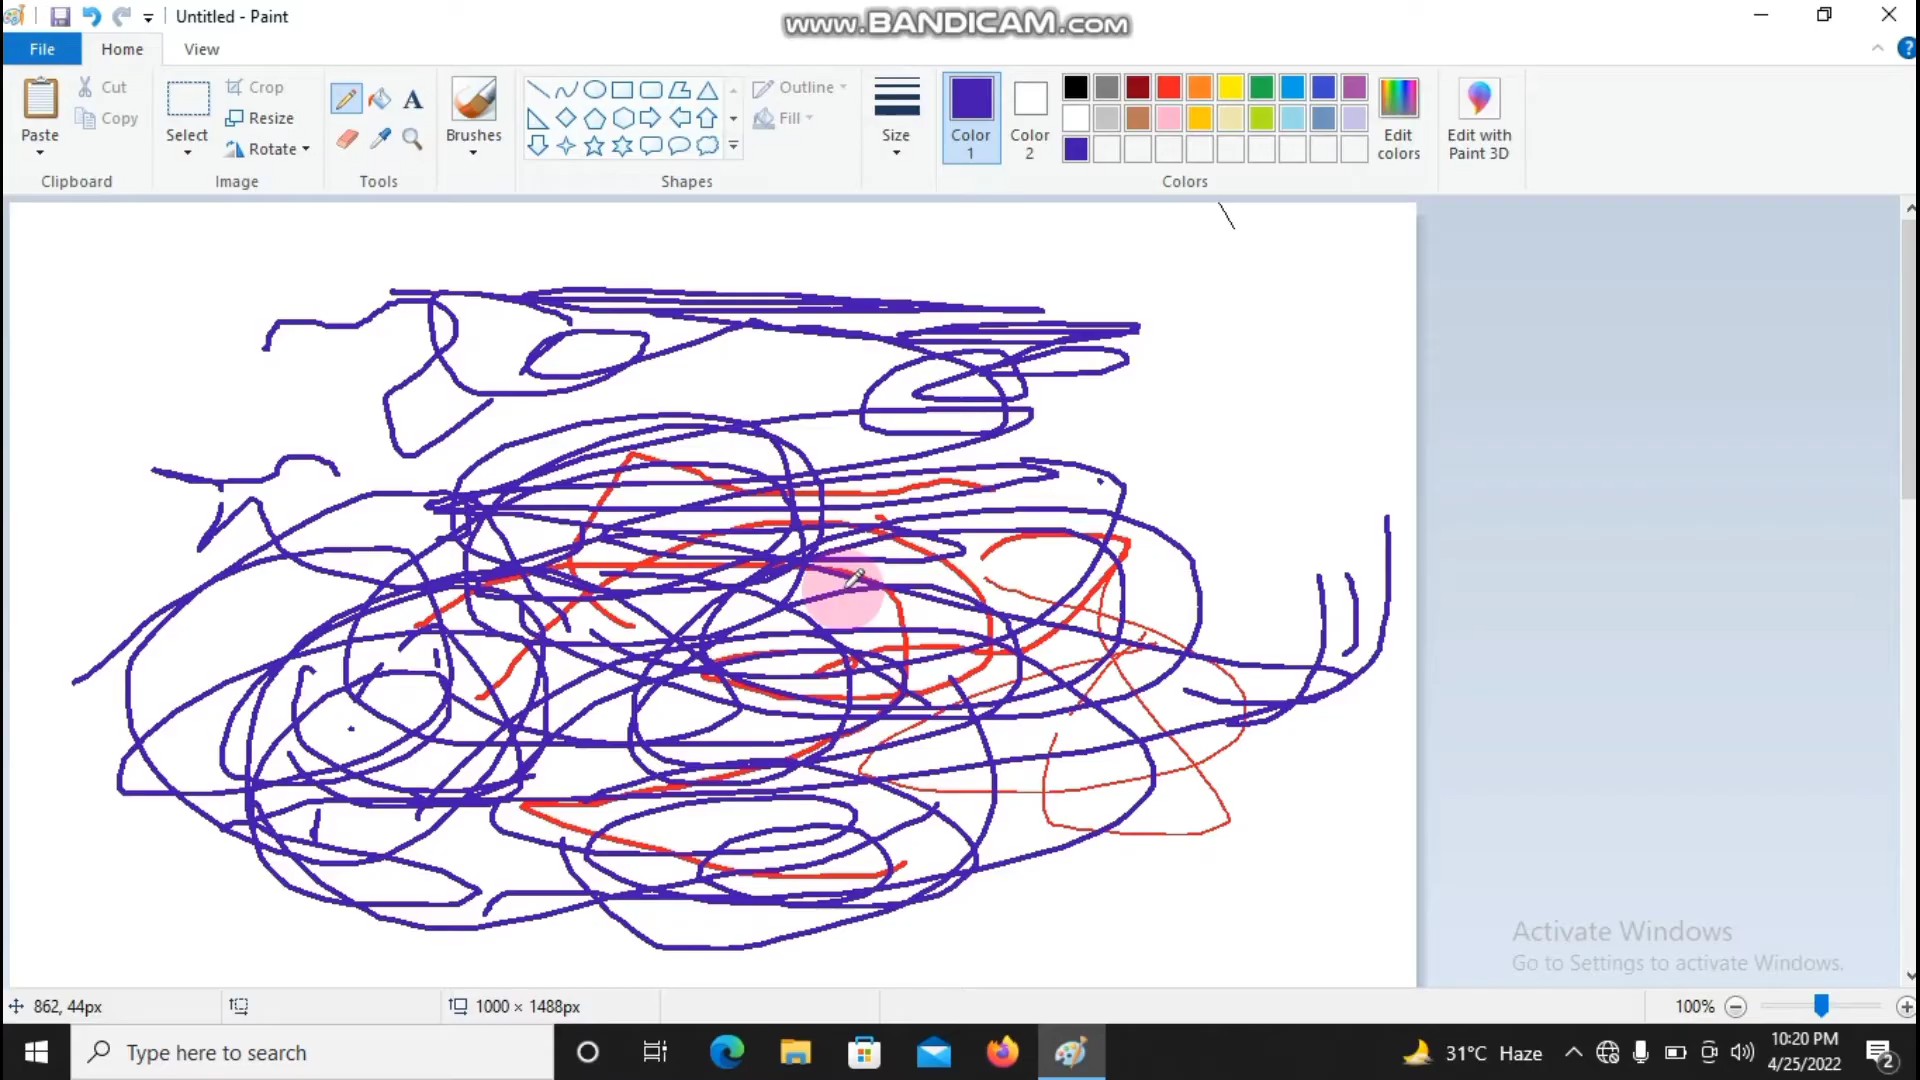 Untitled - Paint
www.BANDICAM.com
File
Home
View
Paste
Cut
Copy
Clipboard
Select
Crop
Resize
Rotate
Image
A
Tools
Brushes
Outline
Fill
Shapes
Size
Color
1
Color
2
Edit
colors
Colors
Edit with
Paint 3D
Activate Windows
Go to Settings to activate Windows.
862, 44px
1000 × 1488px
100%
Type here to search
31°C Haze
10:20 PM
4/25/2022
2